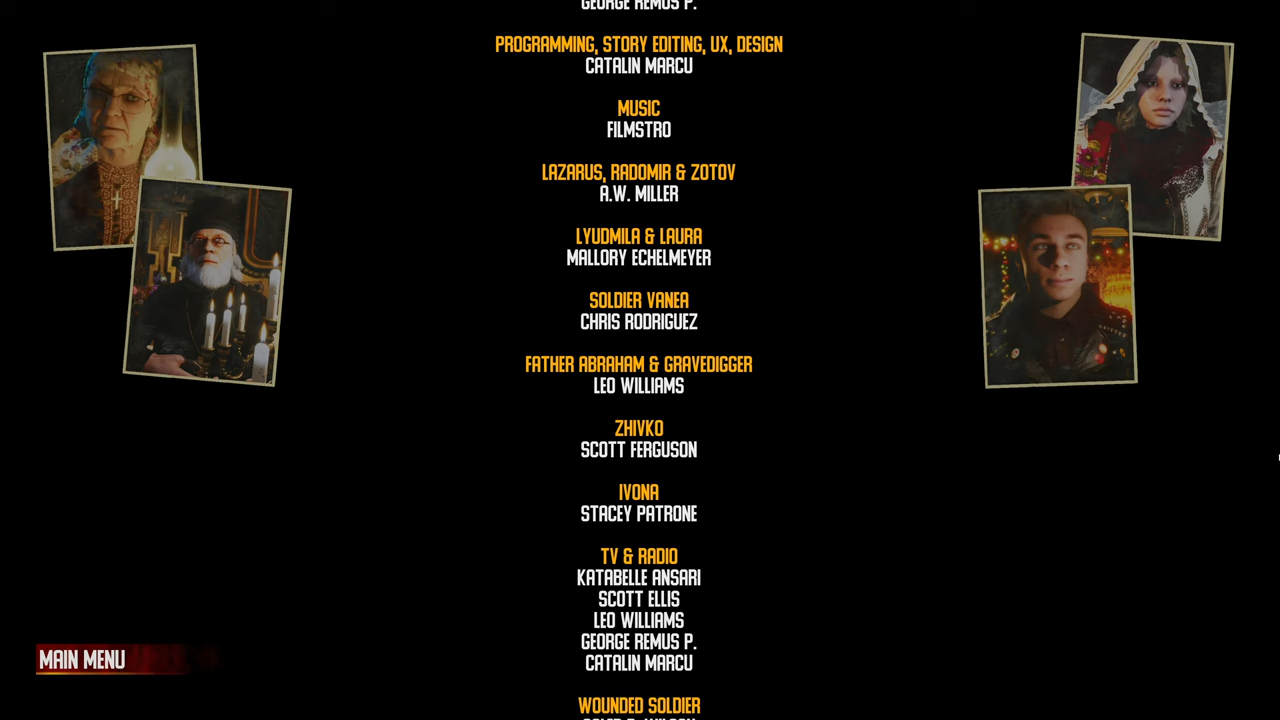 GEORGE REMUS P.
PROGRAMMING, STORY EDITING, UX, DESIGN
CATALIN MARCU
MUSIC
FILMSTRO
LAZARUS, RADOMIR & ZOTOV
A.W. MILLER
LYUDMILA & LAURA
MALLORY ECHELMEYER
SOLDIER VANEA
CHRIS RODRIGUEZ
FATHER ABRAHAM & GRAVEDIGGER
LEO WILLIAMS
ZHIVKO
SCOTT FERGUSON
IVONA
STACEY PATRONE
TV & RADIO
KATABELLE ANSARI
SCOTT ELLIS
LEO WILLIAMS
GEORGE REMUS P.
CATALIN MARCU
MAIN MENU
WOUNDED SOLDIER